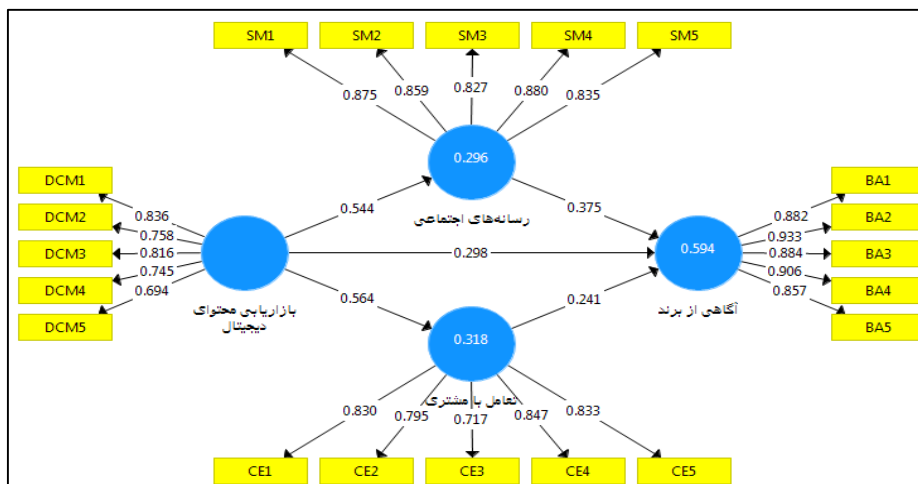 SM1 SM2 SM3 SM4 SM5
0.875 0.859 0.827 0.880 0.835
0.296
رسانه‌های اجتماعی
DCM1
DCM2
DCM3
DCM4
DCM5
0.836
0.758
0.816
0.745
0.694
بازاریابی محتوای
دیجیتال
0.544
0.375
0.298
0.564
0.241
0.594
آگاهی از برند
0.882
0.933
0.884
0.906
0.857
BA1
BA2
BA3
BA4
BA5
0.318
تعامل با مشتری
0.830 0.795 0.717 0.847 0.833
CE1 CE2 CE3 CE4 CE5